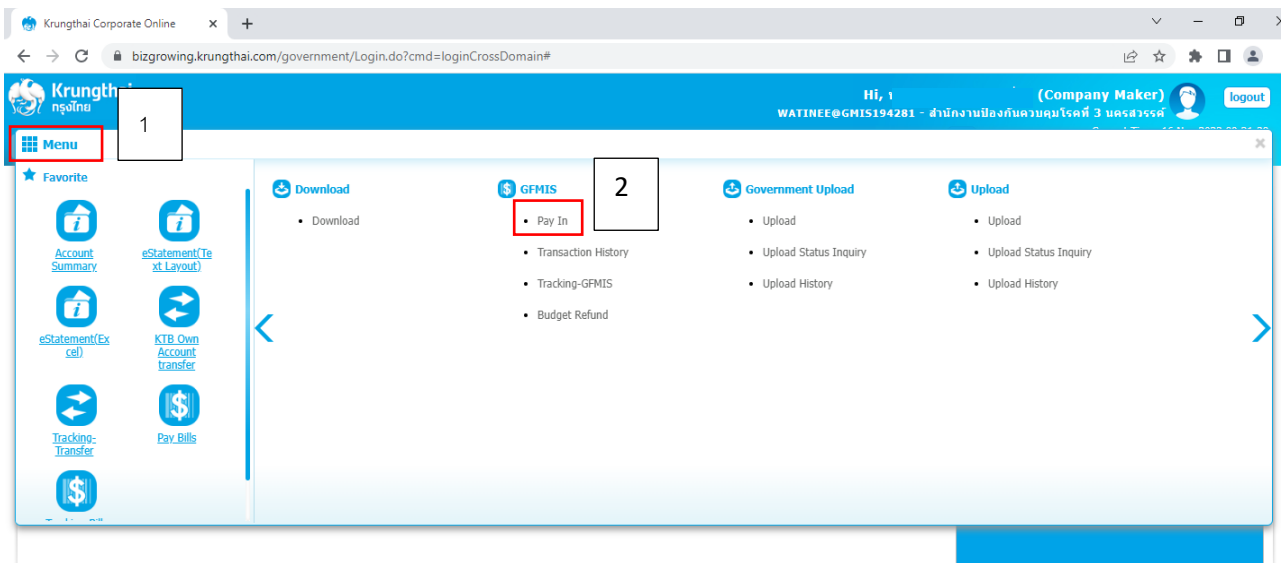 Krungthai Corporate Online
bizgrowing.krungthai.com/government/Login.do?cmd=loginCrossDomain#
Krungth
กรุงไทย
Hi, (Company Maker)
WATINEE@GMIS194281 - สำนักงานป้องกันควบคุมโรคที่ 3 นครสวรรค์
logout
1
Menu
Favorite
Account
Summary
eStatement(Te
xt Layout)
eStatement(Ex
cel)
KTB Own
Account
transfer
Tracking-
Transfer
Pay Bills
Download
• Download
GFMIS
2
• Pay In
• Transaction History
• Tracking-GFMIS
• Budget Refund
Government Upload
• Upload
• Upload Status Inquiry
• Upload History
Upload
• Upload
• Upload Status Inquiry
• Upload History